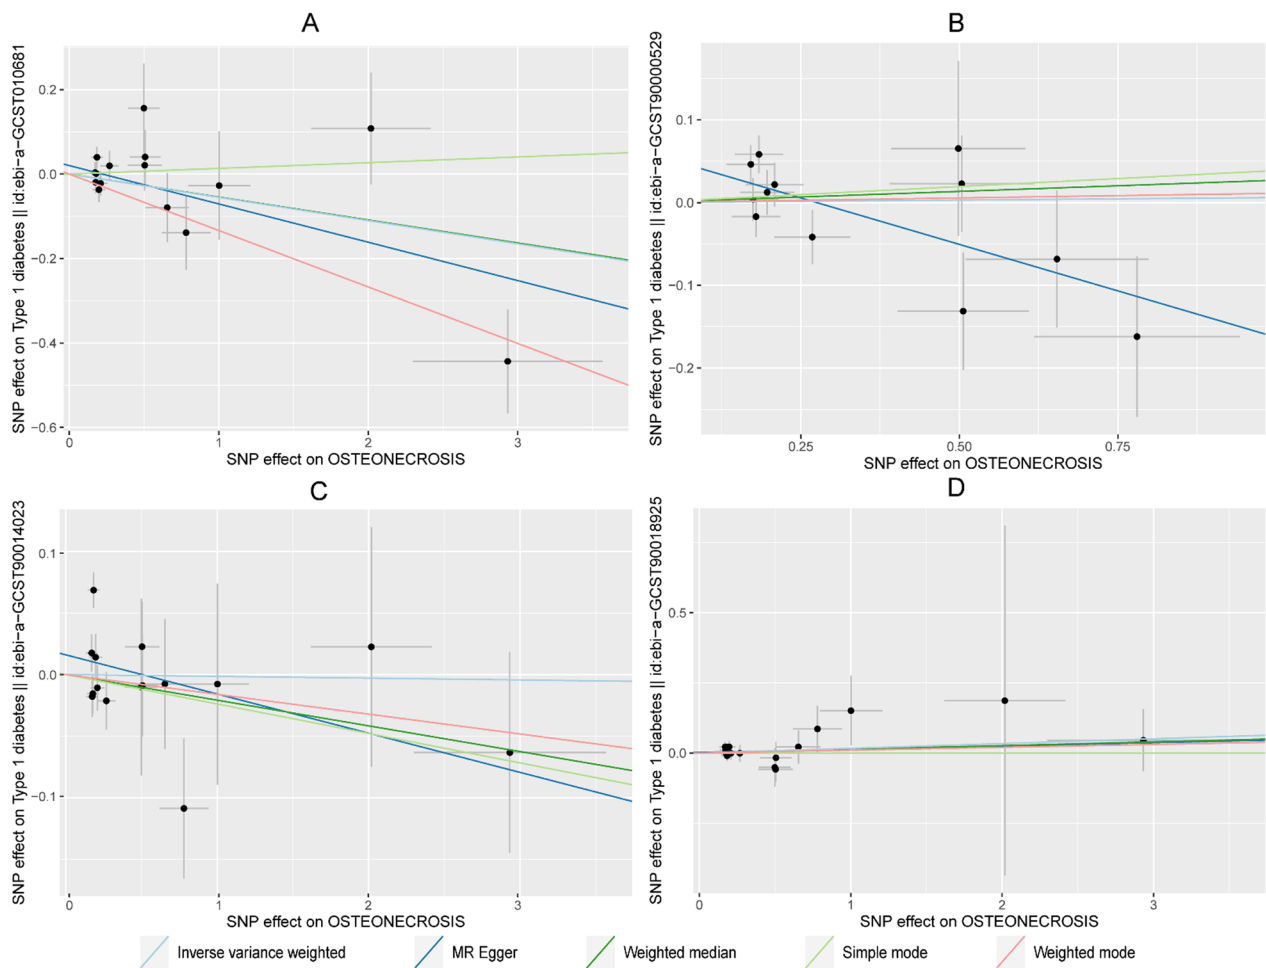 A
SNP effect on Type 1 diabetes || id:ebi-a-GCST010681
0.2
0.0
−0.2
−0.4
−0.6
0 1 2 3
SNP effect on OSTEONECROSIS
B
SNP effect on Type 1 diabetes || id:ebi-a-GCST90000529
0.1
0.0
−0.1
−0.2
0.25 0.50 0.75
SNP effect on OSTEONECROSIS
C
SNP effect on Type 1 diabetes || id:ebi-a-GCST90014023
0.1
0.0
−0.1
0 1 2 3
SNP effect on OSTEONECROSIS
D
SNP effect on Type 1 diabetes || id:ebi-a-GCST90018925
0.5
0.0
0 1 2 3
SNP effect on OSTEONECROSIS
Inverse variance weighted MR Egger Weighted median Simple mode Weighted mode